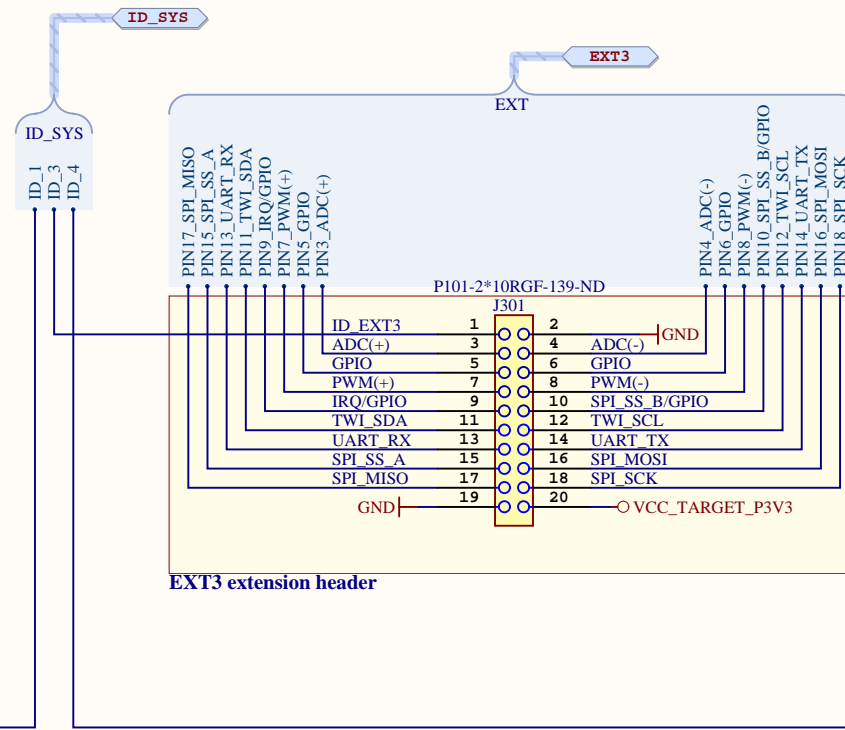 ID_SYS
EXT3
EXT
ID_SYS
ID_1
ID_3
ID_4
PIN17_SPI_MISO
PIN15_SPI_SS_A
PIN13_UART_RX
PIN11_TWI_SDA
PIN9_IRQ/GPIO
PIN7_PWM(+)
PIN5_GPIO
PIN3_ADC(+)
PIN4_ADC(-)
PIN6_GPIO
PIN8_PWM(-)
PIN10_SPI_SS_B/GPIO
PIN12_TWI_SCL
PIN14_UART_TX
PIN16_SPI_MOSI
PIN18_SPI_SCK
P101-2*10RGF-139-ND
J301
ID_EXT3 1 2 GND
ADC(+) 3 4 ADC(-)
GPIO 5 6 GPIO
PWM(+) 7 8 PWM(-)
IRQ/GPIO 9 10 SPI_SS_B/GPIO
TWI_SDA 11 12 TWI_SCL
UART_RX 13 14 UART_TX
SPI_SS_A 15 16 SPI_MOSI
SPI_MISO 17 18 SPI_SCK
GND 19 20 VCC_TARGET_P3V3
EXT3 extension header